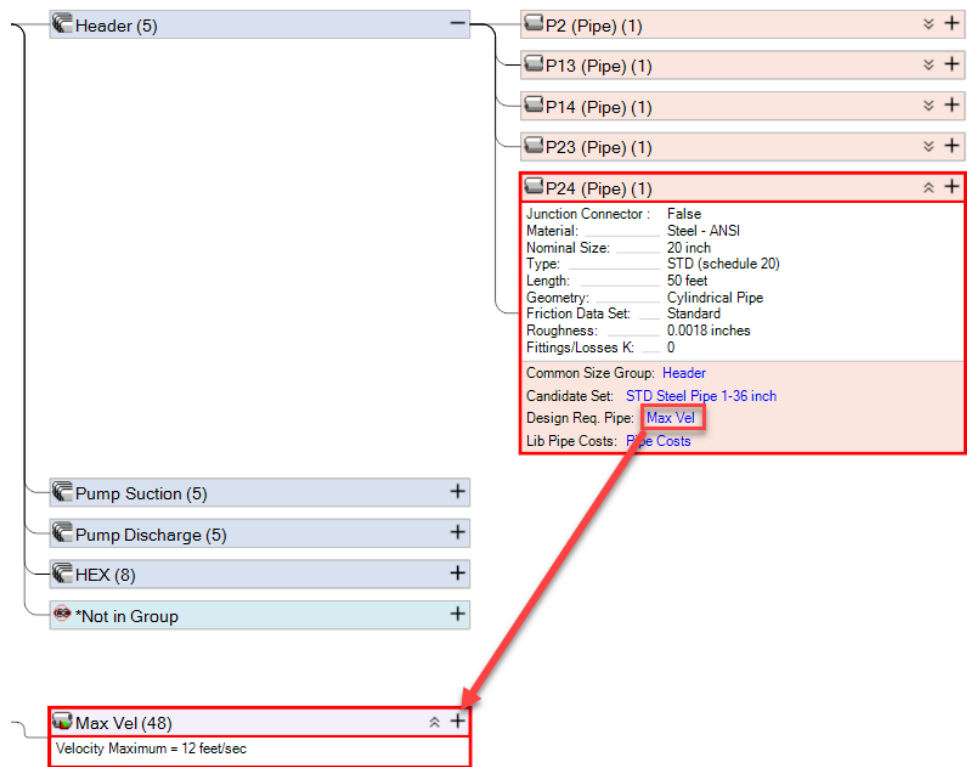 Header (5)
P2 (Pipe) (1)
P13 (Pipe) (1)
P14 (Pipe) (1)
P23 (Pipe) (1)
P24 (Pipe) (1)
Junction Connector : False
Material: Steel - ANSI
Nominal Size: 20 inch
Type: STD (schedule 20)
Length: 50 feet
Geometry: Cylindrical Pipe
Friction Data Set: Standard
Roughness: 0.0018 inches
Fittings/Losses K: 0
Common Size Group: Header
Candidate Set: STD Steel Pipe 1-36 inch
Design Req. Pipe: Max Vel
Lib Pipe Costs: Pipe Costs
Pump Suction (5)
Pump Discharge (5)
HEX (8)
*Not in Group
Max Vel (48)
Velocity Maximum = 12 feet/sec